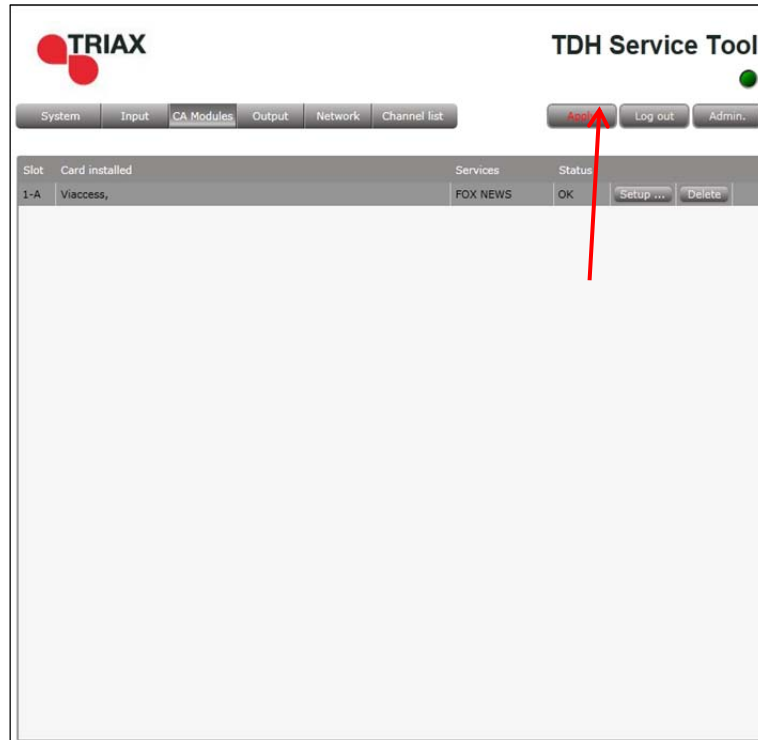 TRIAX
TDH Service Tool
System Input CA Modules Output Network Channel list Apply Log out Admin.
Slot Card installed Services Status
1-A Viaccess, FOX NEWS OK Setup ... Delete